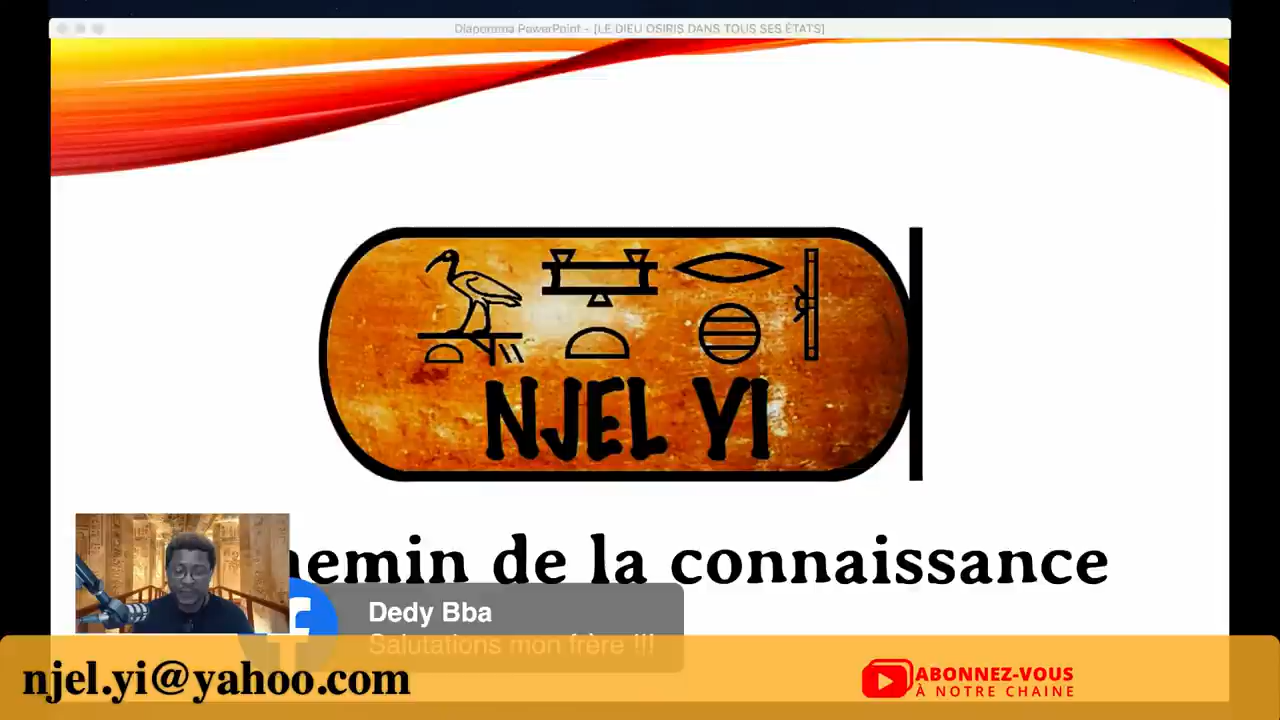 Diaporama PowerPoint - [LE DIEU OSIRIS DANS TOUS SES ÉTATS]
NJEL YI
hemin de la connaissance
Dedy Bba
Salutations mon frère !!!
njel.yi@yahoo.com
ABONNEZ-VOUS
À NOTRE CHAINE